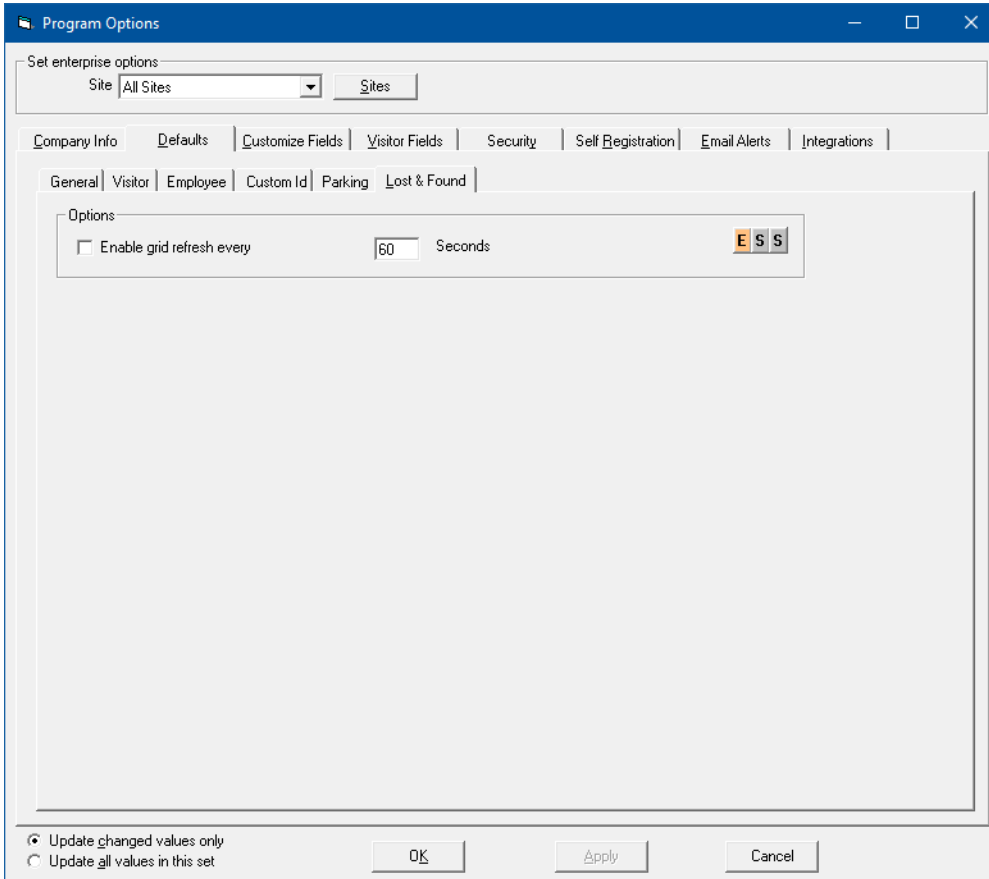 Program Options
Set enterprise options
Site All Sites Sites
Company Info Defaults Customize Fields Visitor Fields Security Self Registration Email Alerts Integrations
General Visitor Employee Custom Id Parking Lost & Found
Options
Enable grid refresh every 60 Seconds E S S
Update changed values only
Update all values in this set
OK Apply Cancel